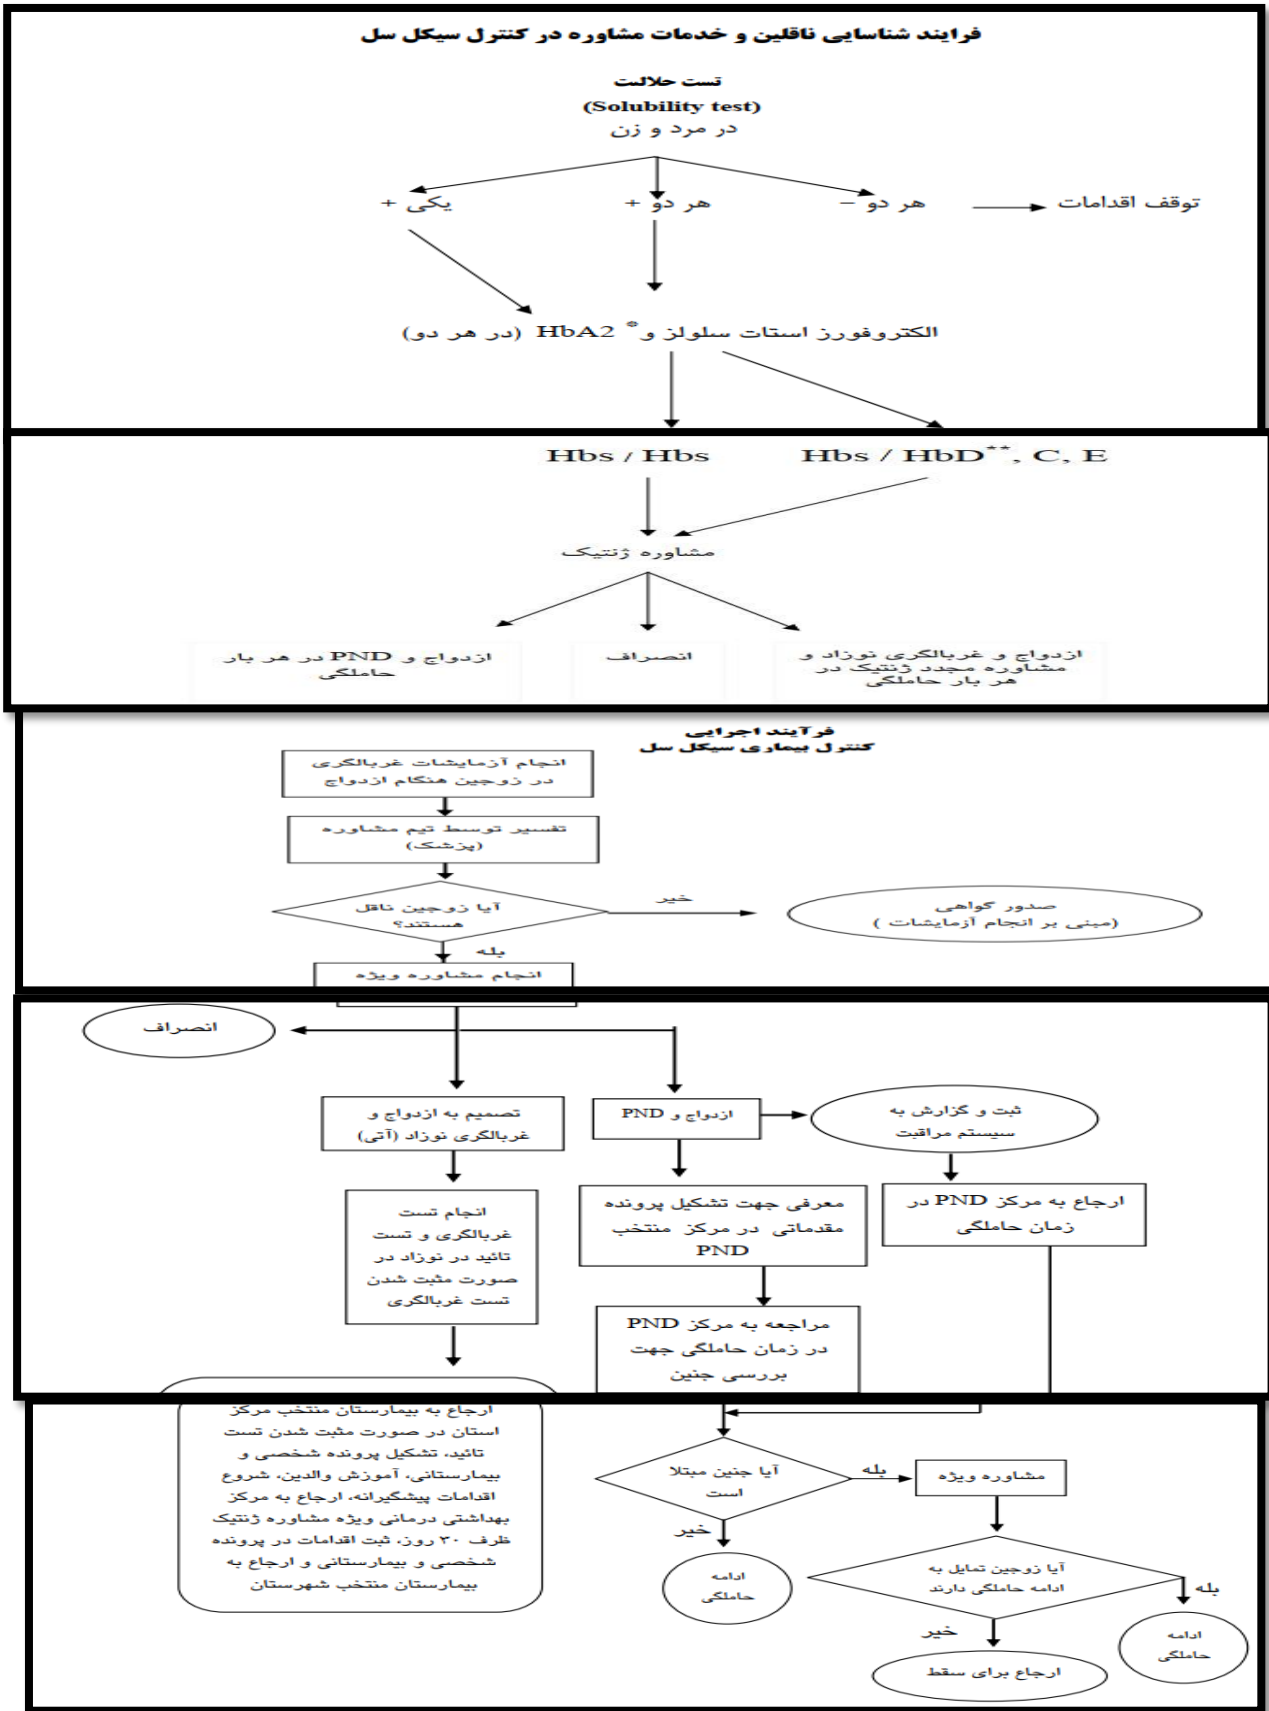 فرایند شناسایی ناقلین و خدمات مشاوره در کنترل سیکل سل
تست حلالیت
(Solubility test)
در مرد و زن
یکی +
هر دو +
هر دو −
توقف اقدامات
الکتروفورز استات سلولز و* HbA2 (در هر دو)
Hbs / Hbs
Hbs / HbD**, C, E
مشاوره ژنتیک
ازدواج و غربالگری نوزاد و
مشاوره مجدد ژنتیک در
هر بار حاملگی
انصراف
ازدواج و PND در هر بار
حاملگی
فرآیند اجرایی
کنترل بیماری سیکل سل
انجام آزمایشات غربالگری
در زوجین هنگام ازدواج
تفسیر توسط تیم مشاوره
(پزشک)
آیا زوجین ناقل
هستند؟
خیر
صدور گواهی
(مبنی بر انجام آزمایشات )
بله
انجام مشاوره ویژه
انصراف
تصمیم به ازدواج و
غربالگری نوزاد (آتی)
ازدواج و PND
ثبت و گزارش به
سیستم مراقبت
انجام تست
غربالگری و تست
تائید در نوزاد در
صورت مثبت شدن
تست غربالگری
معرفی جهت تشکیل پرونده
مقدماتی در مرکز منتخب
PND
ارجاع به مرکز PND در
زمان حاملگی
مراجعه به مرکز PND
در زمان حاملگی جهت
بررسی جنین
ارجاع به بیمارستان منتخب مرکز
استان در صورت مثبت شدن تست
تائید، تشکیل پرونده شخصی و
بیمارستانی، آموزش والدین، شروع
اقدامات پیشگیرانه، ارجاع به مرکز
بهداشتی درمانی ویژه مشاوره ژنتیک
ظرف ۳۰ روز، ثبت اقدامات در پرونده
شخصی و بیمارستانی و ارجاع به
بیمارستان منتخب شهرستان
آیا جنین مبتلا
است
بله
مشاوره ویژه
خیر
ادامه
حاملگی
آیا زوجین تمایل به
ادامه حاملگی دارند
بله
خیر
ادامه
حاملگی
ارجاع برای سقط